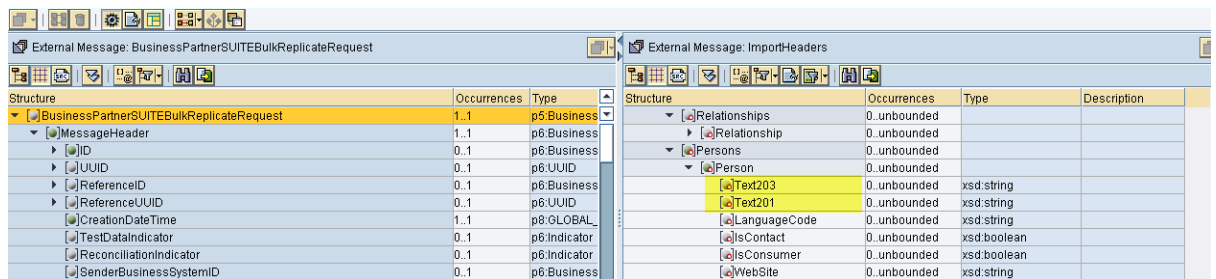 External Message: BusinessPartnerSUITEBulkReplicateRequest
Structure Occurrences Type
BusinessPartnerSUITEBulkReplicateRequest 1..1 p5:Business
MessageHeader 0..1 p6:Business
ID 0..1 p6:Business
UUID 0..1 p6:UUID
ReferenceID 0..1 p6:Business
ReferenceUUID 0..1 p6:UUID
CreationDateTime 1..1 p8:GLOBAL_
TestDataIndicator 0..1 p6:Indicator
ReconciliationIndicator 0..1 p6:Indicator
SenderBusinessSystemID 0..1 p6:Business
External Message: ImportHeaders
Structure Occurrences Type Description
Relationships 0..unbounded
Relationship 0..unbounded
Persons 0..unbounded
Person 0..unbounded
Text203 0..unbounded xsd:string
Text201 0..unbounded xsd:string
LanguageCode 0..unbounded xsd:string
IsContact 0..unbounded xsd:boolean
IsConsumer 0..unbounded xsd:boolean
WebSite 0..unbounded xsd:string